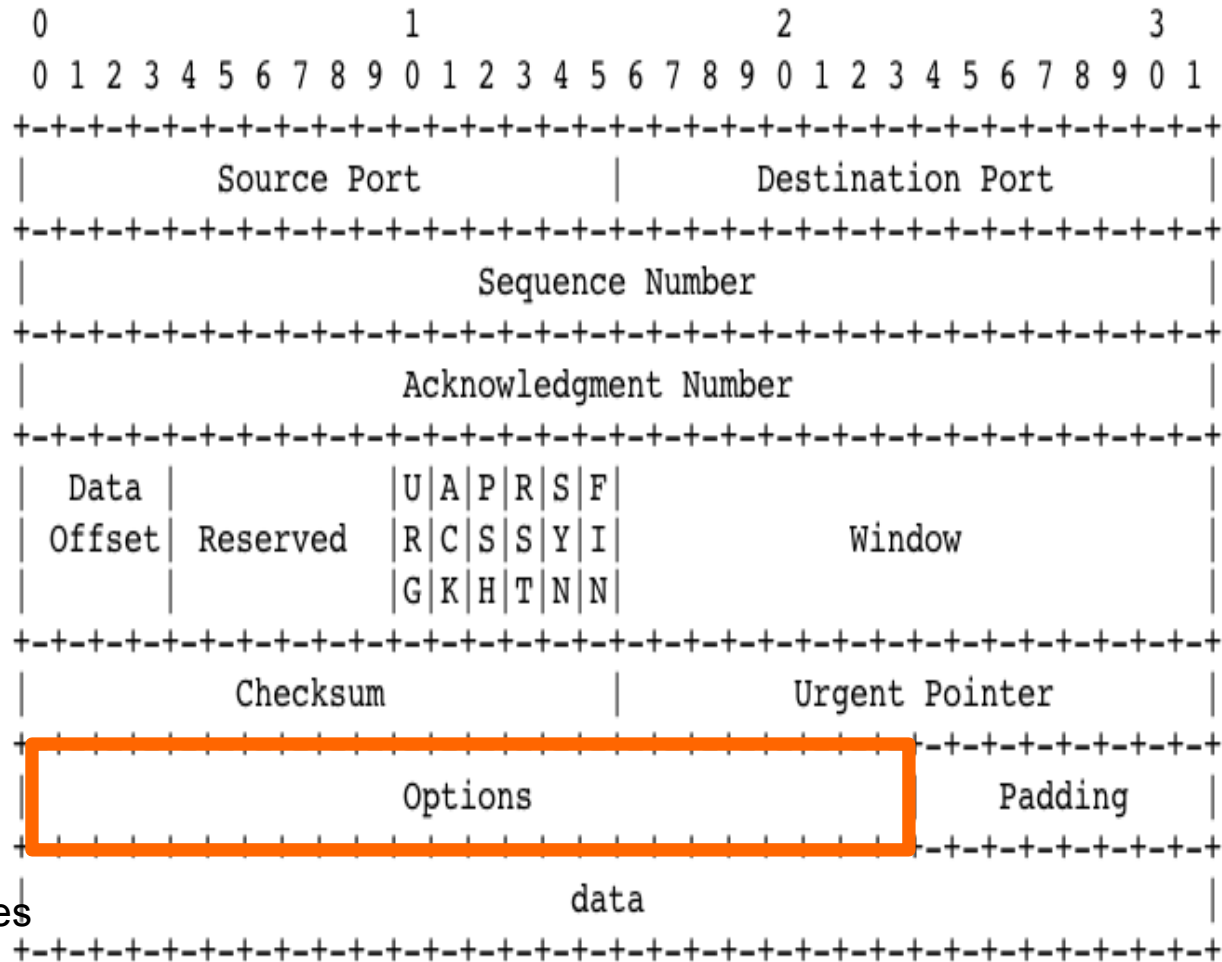 0 1 2 3
0 1 2 3 4 5 6 7 8 9 0 1 2 3 4 5 6 7 8 9 0 1 2 3 4 5 6 7 8 9 0 1
+-+-+-+-+-+-+-+-+-+-+-+-+-+-+-+-+-+-+-+-+-+-+-+-+-+-+-+-+-+-+-+-+
| Source Port | Destination Port |
+-+-+-+-+-+-+-+-+-+-+-+-+-+-+-+-+-+-+-+-+-+-+-+-+-+-+-+-+-+-+-+-+
| Sequence Number |
+-+-+-+-+-+-+-+-+-+-+-+-+-+-+-+-+-+-+-+-+-+-+-+-+-+-+-+-+-+-+-+-+
| Acknowledgment Number |
+-+-+-+-+-+-+-+-+-+-+-+-+-+-+-+-+-+-+-+-+-+-+-+-+-+-+-+-+-+-+-+-+
| Data | |U|A|P|R|S|F| |
| Offset| Reserved |R|C|S|S|Y|I| Window |
| | |G|K|H|T|N|N| |
+-+-+-+-+-+-+-+-+-+-+-+-+-+-+-+-+-+-+-+-+-+-+-+-+-+-+-+-+-+-+-+-+
| Checksum | Urgent Pointer |
+-+-+-+-+-+-+-+-+
| Options | Padding |
+-+-+-+-+-+-+-+-+
| data |
es
+-+-+-+-+-+-+-+-+-+-+-+-+-+-+-+-+-+-+-+-+-+-+-+-+-+-+-+-+-+-+-+-+